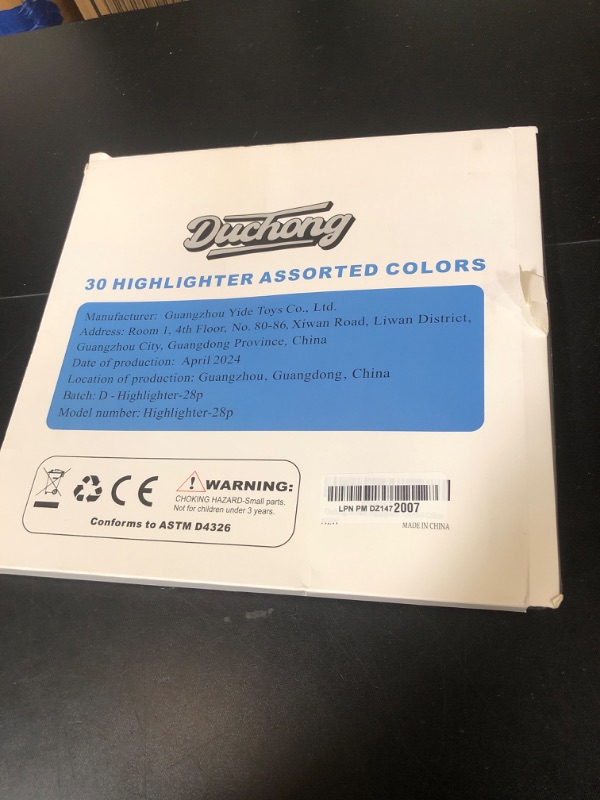 Duchong
30 HIGHLIGHTER ASSORTED COLORS
Manufacturer: Guangzhou Yide Toys Co., Ltd.
Address: Room 1, 4th Floor, No. 80-86, Xiwan Road, Liwan District,
Guangzhou City, Guangdong Province, China
Date of production: April 2024
Location of production: Guangzhou, Guangdong, China
Batch: D - Highlighter-28p
Model number: Highlighter-28p
CE
WARNING:
CHOKING HAZARD-Small parts.
Not for children under 3 years.
Conforms to ASTM D4326
LPN PM DZ147 2007
MADE IN CHINA